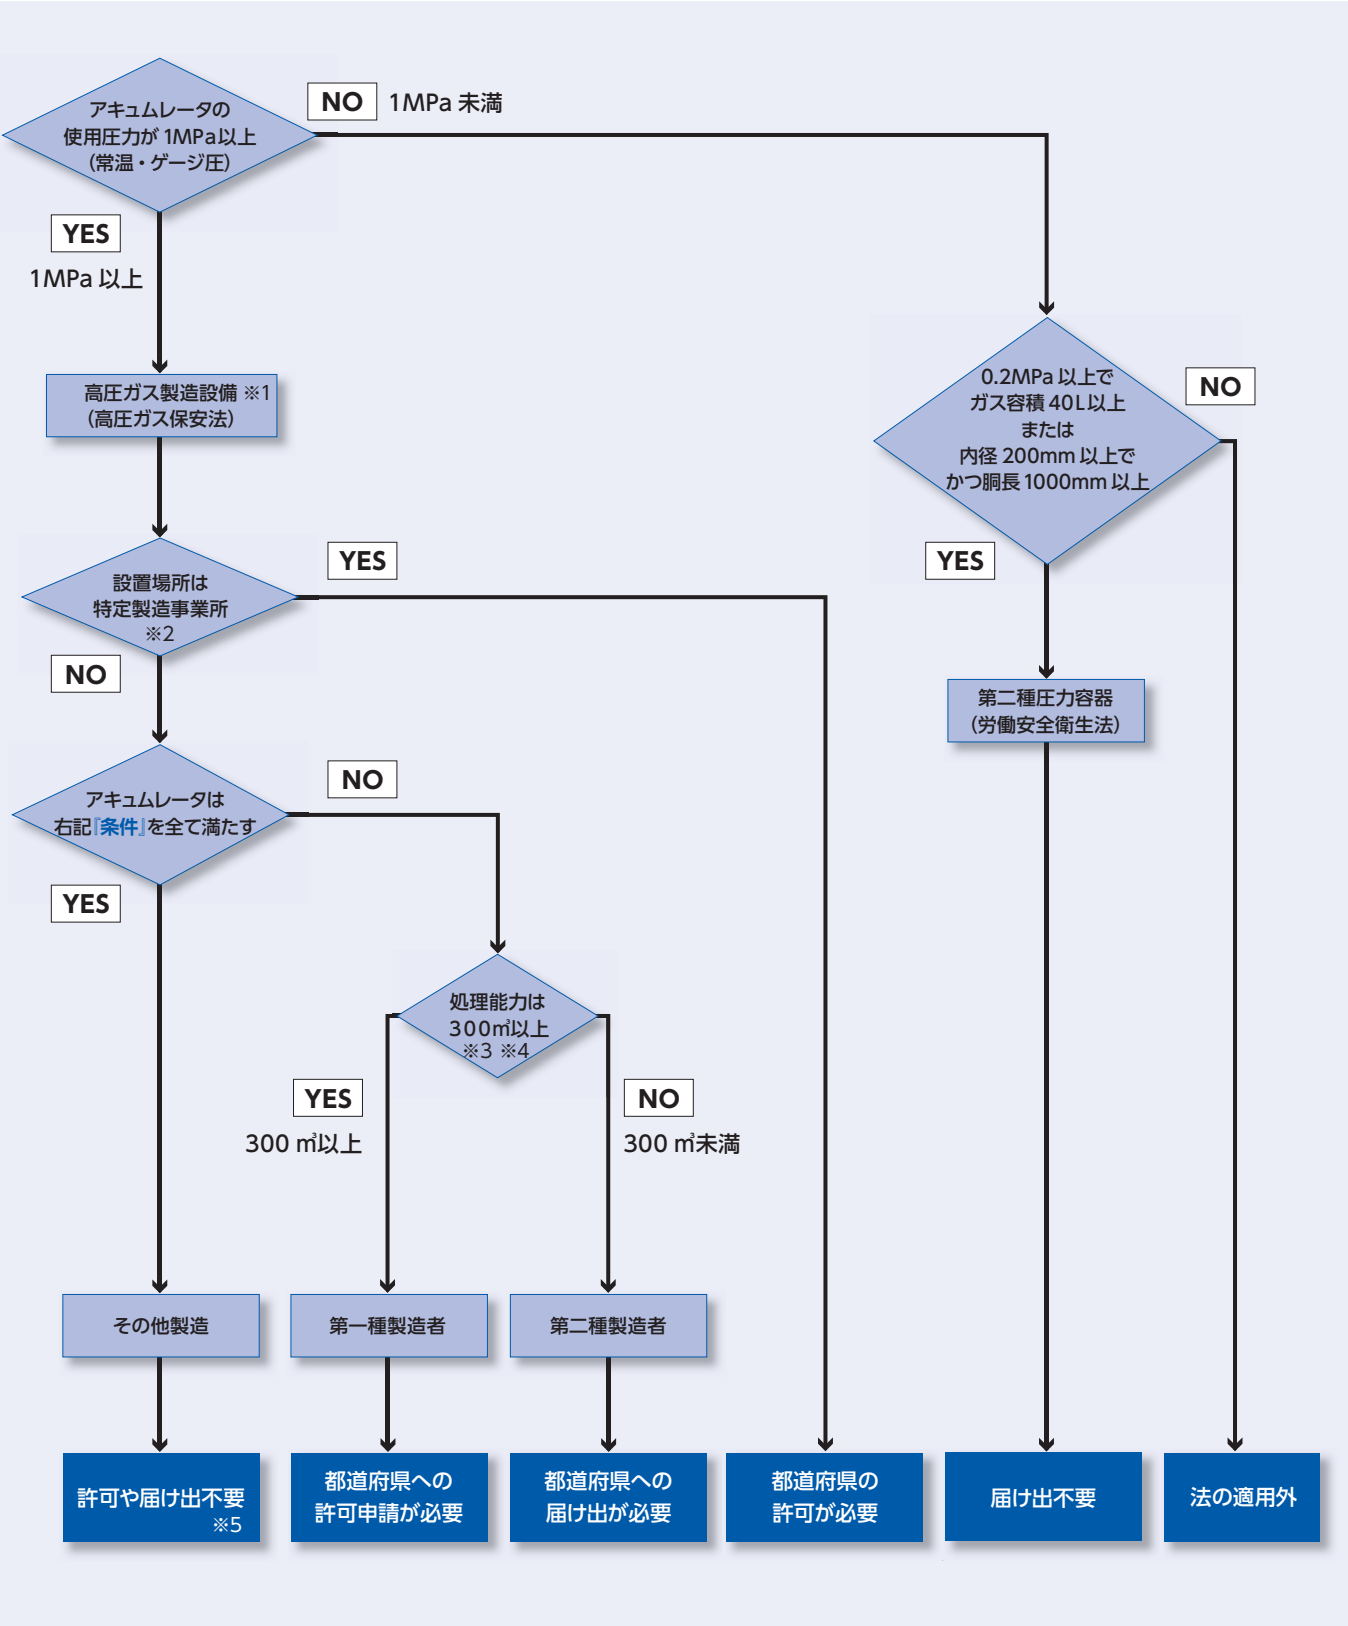 アキュムレータの
使用圧力が 1MPa以上
（常温・ゲージ圧）
NO 1MPa 未満
YES
1MPa 以上
高圧ガス製造設備 ※1
（高圧ガス保安法）
0.2MPa 以上で
ガス容積 40L以上
または
内径 200mm 以上で
かつ胴長 1000mm 以上
NO
YES
設置場所は
特定製造事業所
※2
YES
NO
第二種圧力容器
（労働安全衛生法）
アキュムレータは
右記『条件』を全て満たす
NO
YES
処理能力は
300㎥以上
※3 ※4
YES
300 ㎥以上
NO
300 ㎥未満
その他製造
第一種製造者
第二種製造者
許可や届け出不要
※5
都道府県への
許可申請が必要
都道府県への
届け出が必要
都道府県の
許可が必要
届け出不要
法の適用外